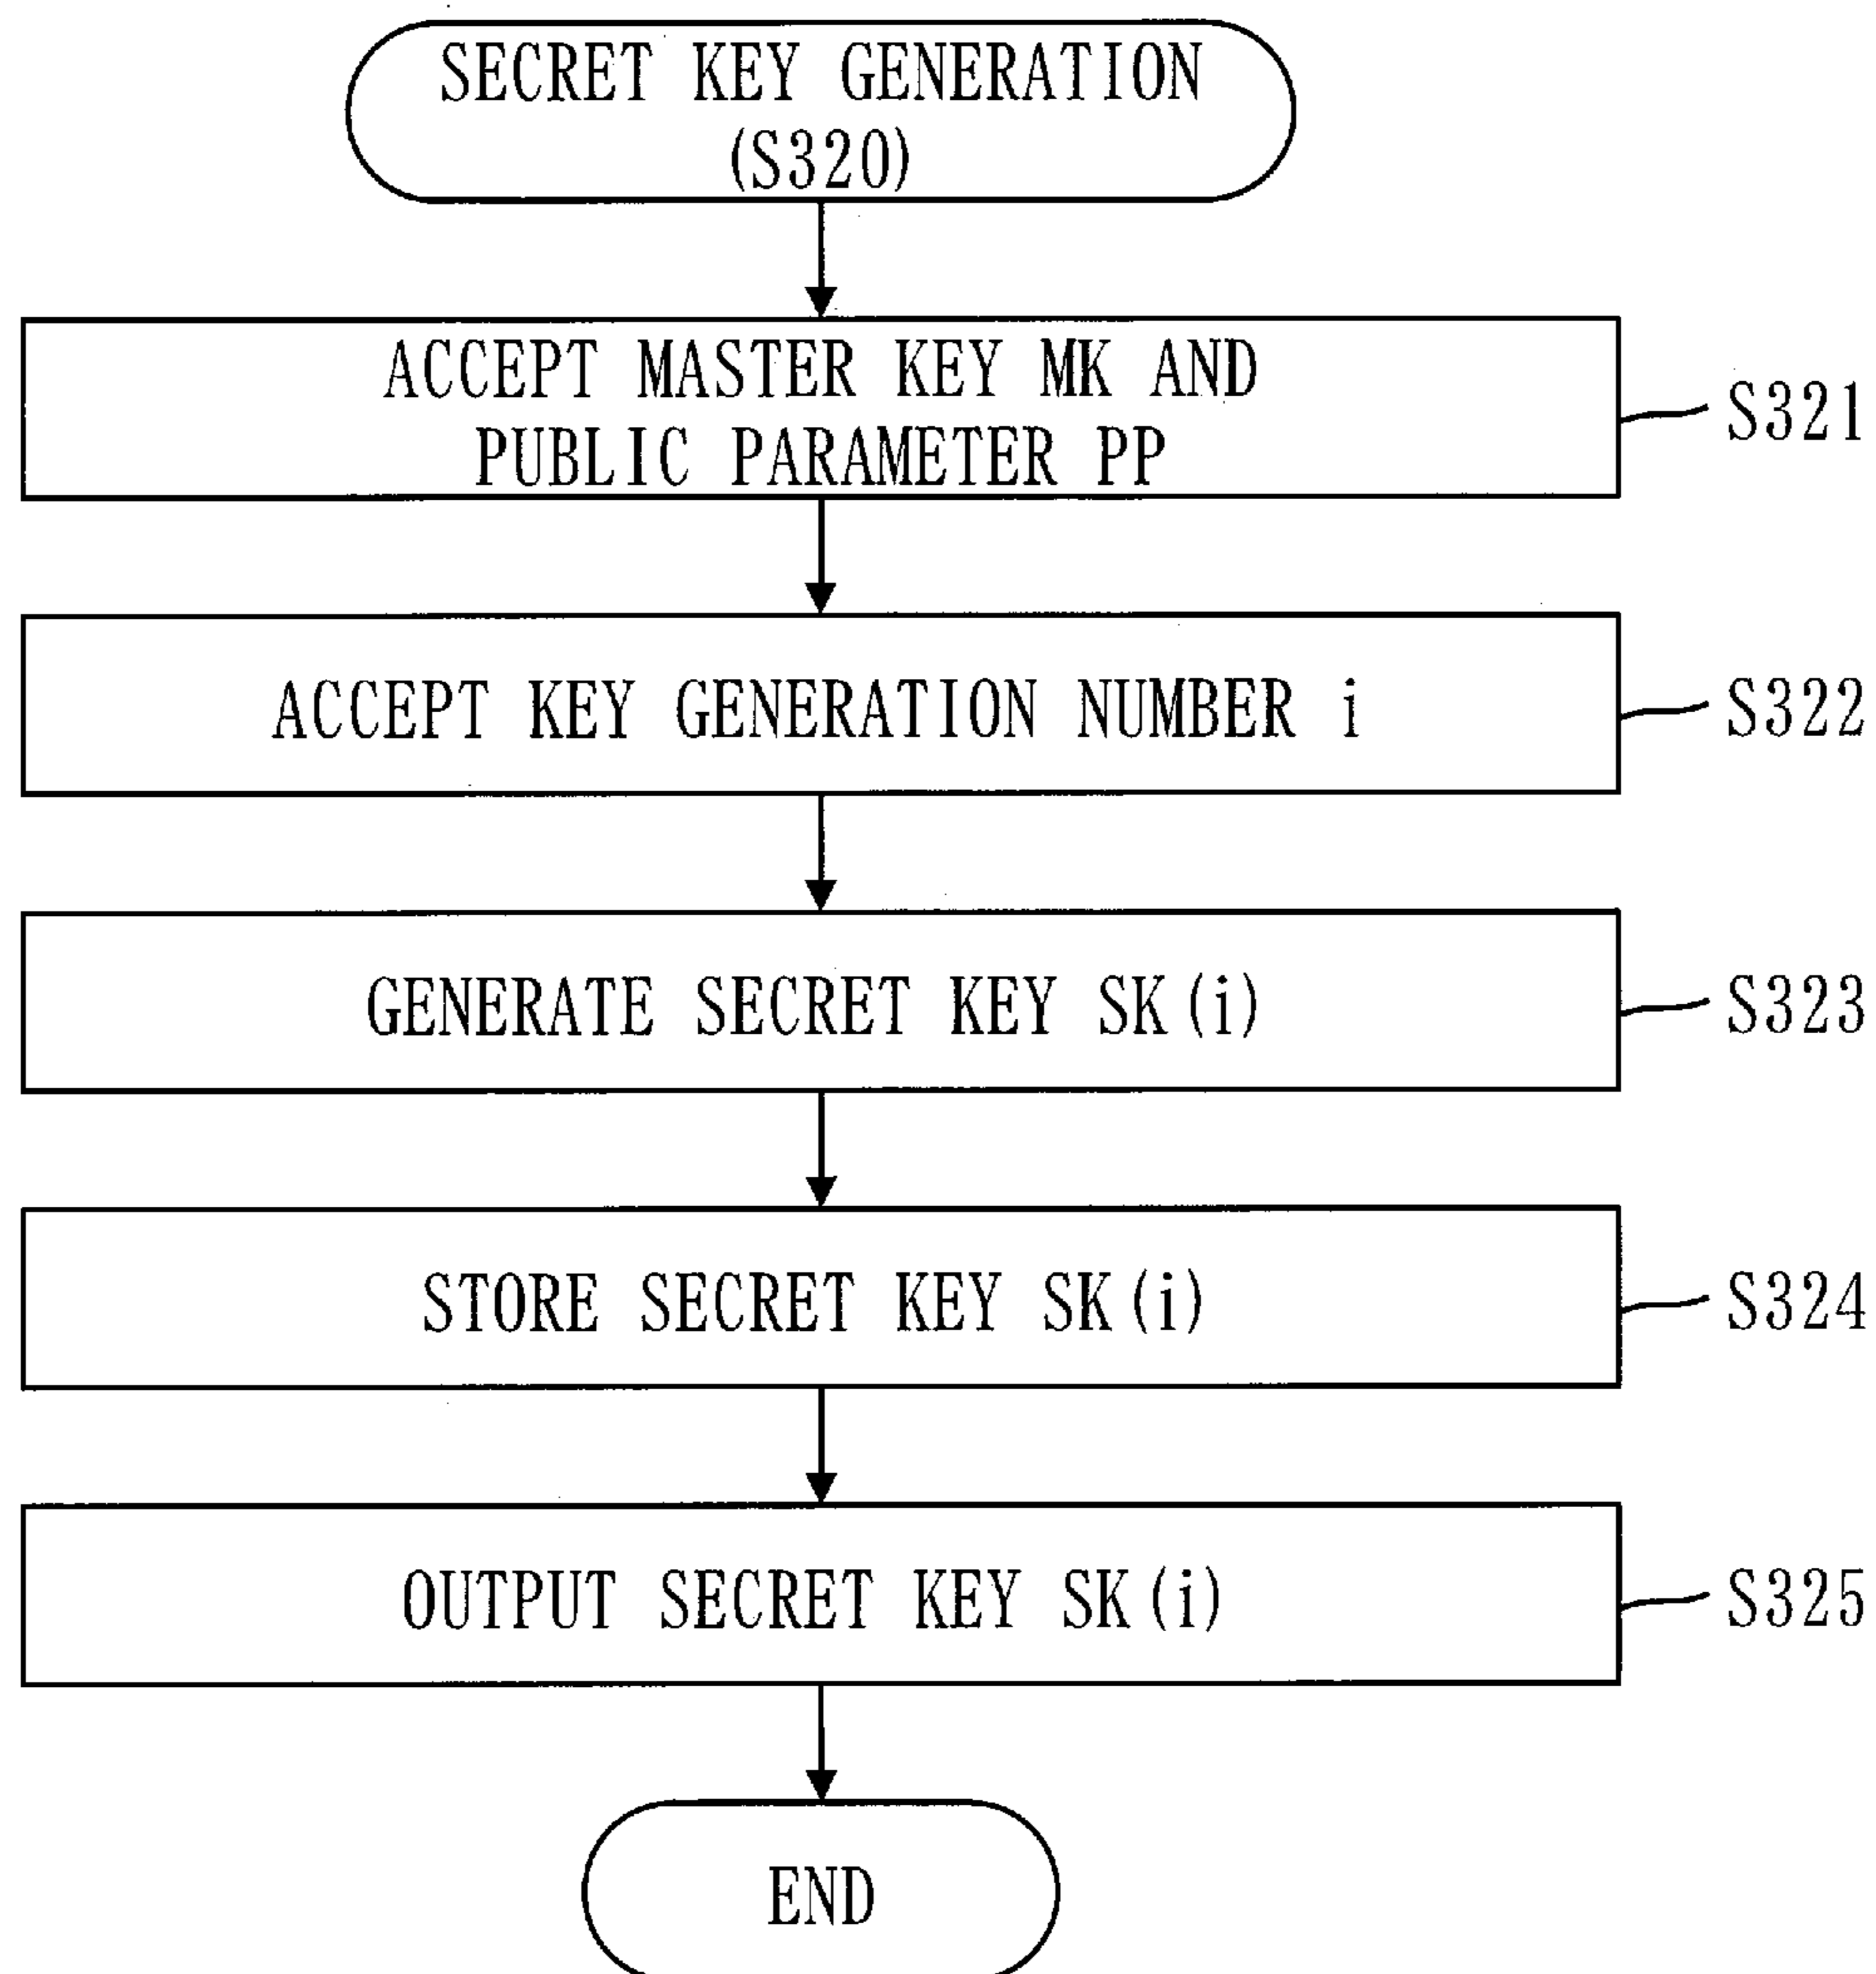 SECRET KEY GENERATION
(S320)
ACCEPT MASTER KEY MK AND
PUBLIC PARAMETER PP
S321
ACCEPT KEY GENERATION NUMBER i
S322
GENERATE SECRET KEY SK(i)
S323
STORE SECRET KEY SK(i)
S324
OUTPUT SECRET KEY SK(i)
S325
END